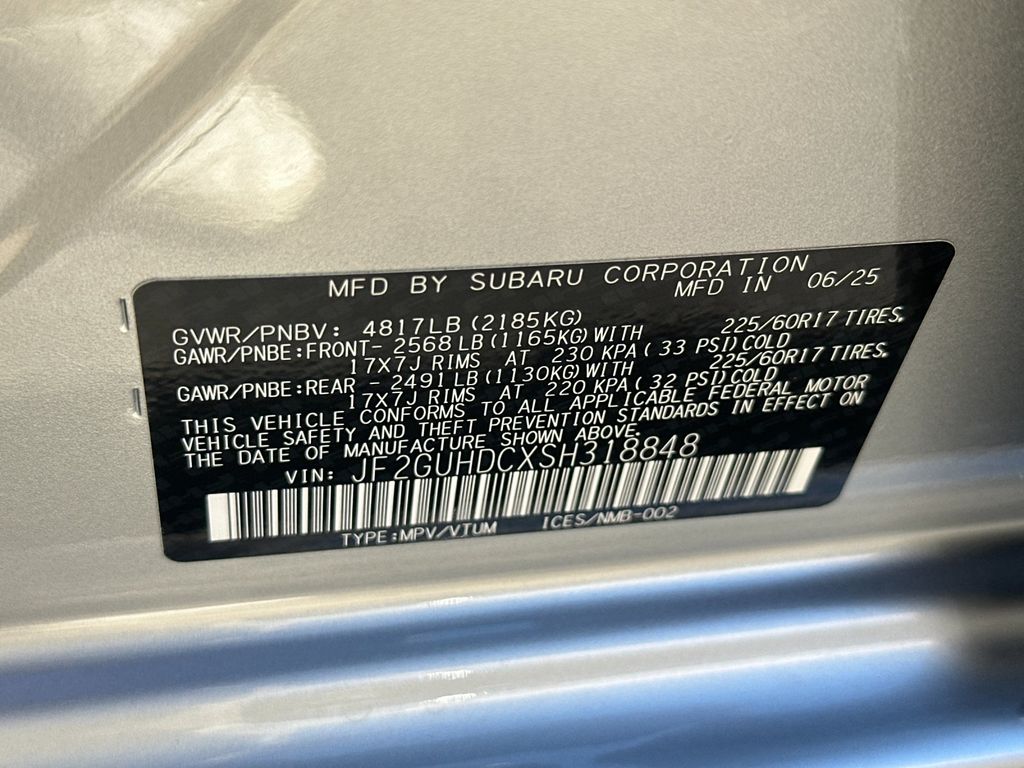 MFD BY SUBARU CORPORATION
MFD IN 06/25
GVWR/PNBV: 4817LB (2185KG)
GAWR/PNBE:FRONT- 2568 LB (1165KG) WITH 225/60R17 TIRES,
17X7J RIMS AT 230 KPA ( 33 PSI) COLD
GAWR/PNBE:REAR - 2491 LB (1130KG) WITH 225/60R17 TIRES,
17X7J RIMS AT 220 KPA ( 32 PSI) COLD
THIS VEHICLE CONFORMS TO ALL APPLICABLE FEDERAL MOTOR
VEHICLE SAFETY AND THEFT PREVENTION STANDARDS IN EFFECT ON
THE DATE OF MANUFACTURE SHOWN ABOVE.
VIN: JF2GUHDCXSH318848
TYPE:MPV/VTUM ICES/NMB-002